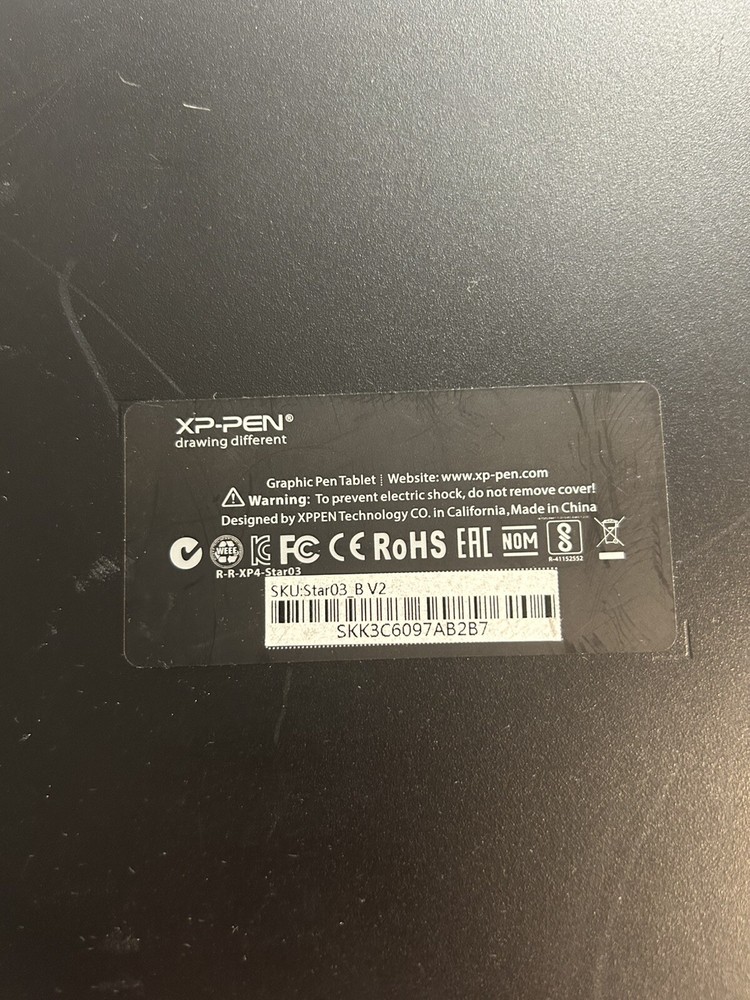 XP-PEN®
drawing different
Graphic Pen Tablet | Website: www.xp-pen.com
Warning: To prevent electric shock, do not remove cover!
Designed by XPPEN Technology CO. in California, Made in China
WEEE FC CE RoHS EAC NOM
R-R-XP4-Star03
R-41152552
SKU:Star03_B V2
SKK3C6097AB2B7